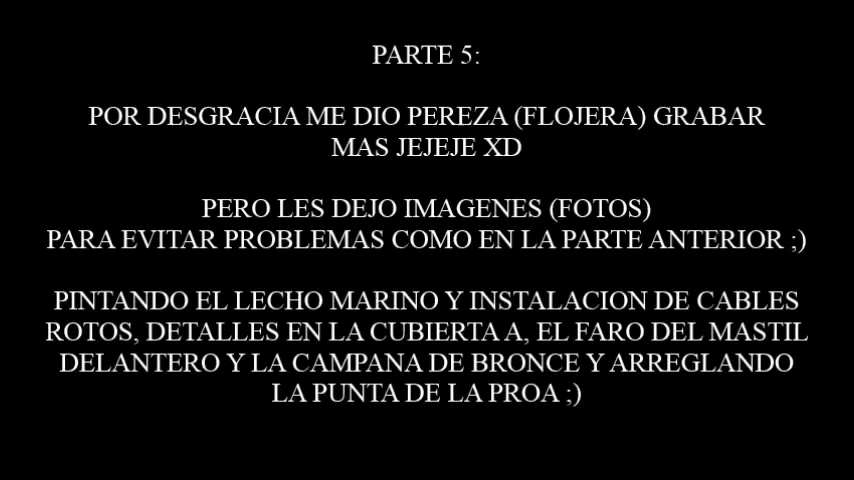 PARTE 5:
POR DESGRACIA ME DIO PEREZA (FLOJERA) GRABAR
MAS JEJEJE XD
PERO LES DEJO IMAGENES (FOTOS)
PARA EVITAR PROBLEMAS COMO EN LA PARTE ANTERIOR ;)
PINTANDO EL LECHO MARINO Y INSTALACION DE CABLES
ROTOS, DETALLES EN LA CUBIERTA A, EL FARO DEL MASTIL
DELANTERO Y LA CAMPANA DE BRONCE Y ARREGLANDO
LA PUNTA DE LA PROA ;)